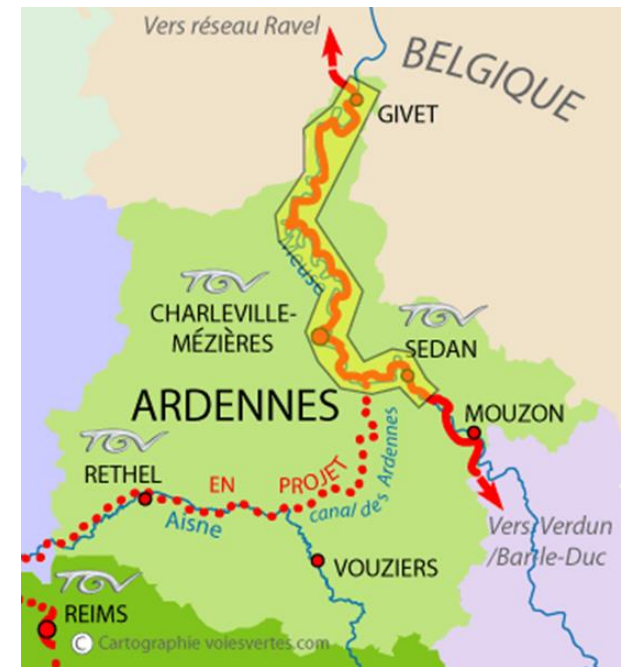 Vers réseau Ravel
BELGIQUE
GIVET
Meuse
TGV
CHARLEVILLE-
MÉZIÈRES
TGV
SEDAN
ARDENNES
MOUZON
TGV
RETHEL
EN PROJET
canal des Ardennes
Aisne
Vers Verdun
/Bar-le-Duc
VOUZIERS
TGV
REIMS
C Cartographie voiesvertes.com